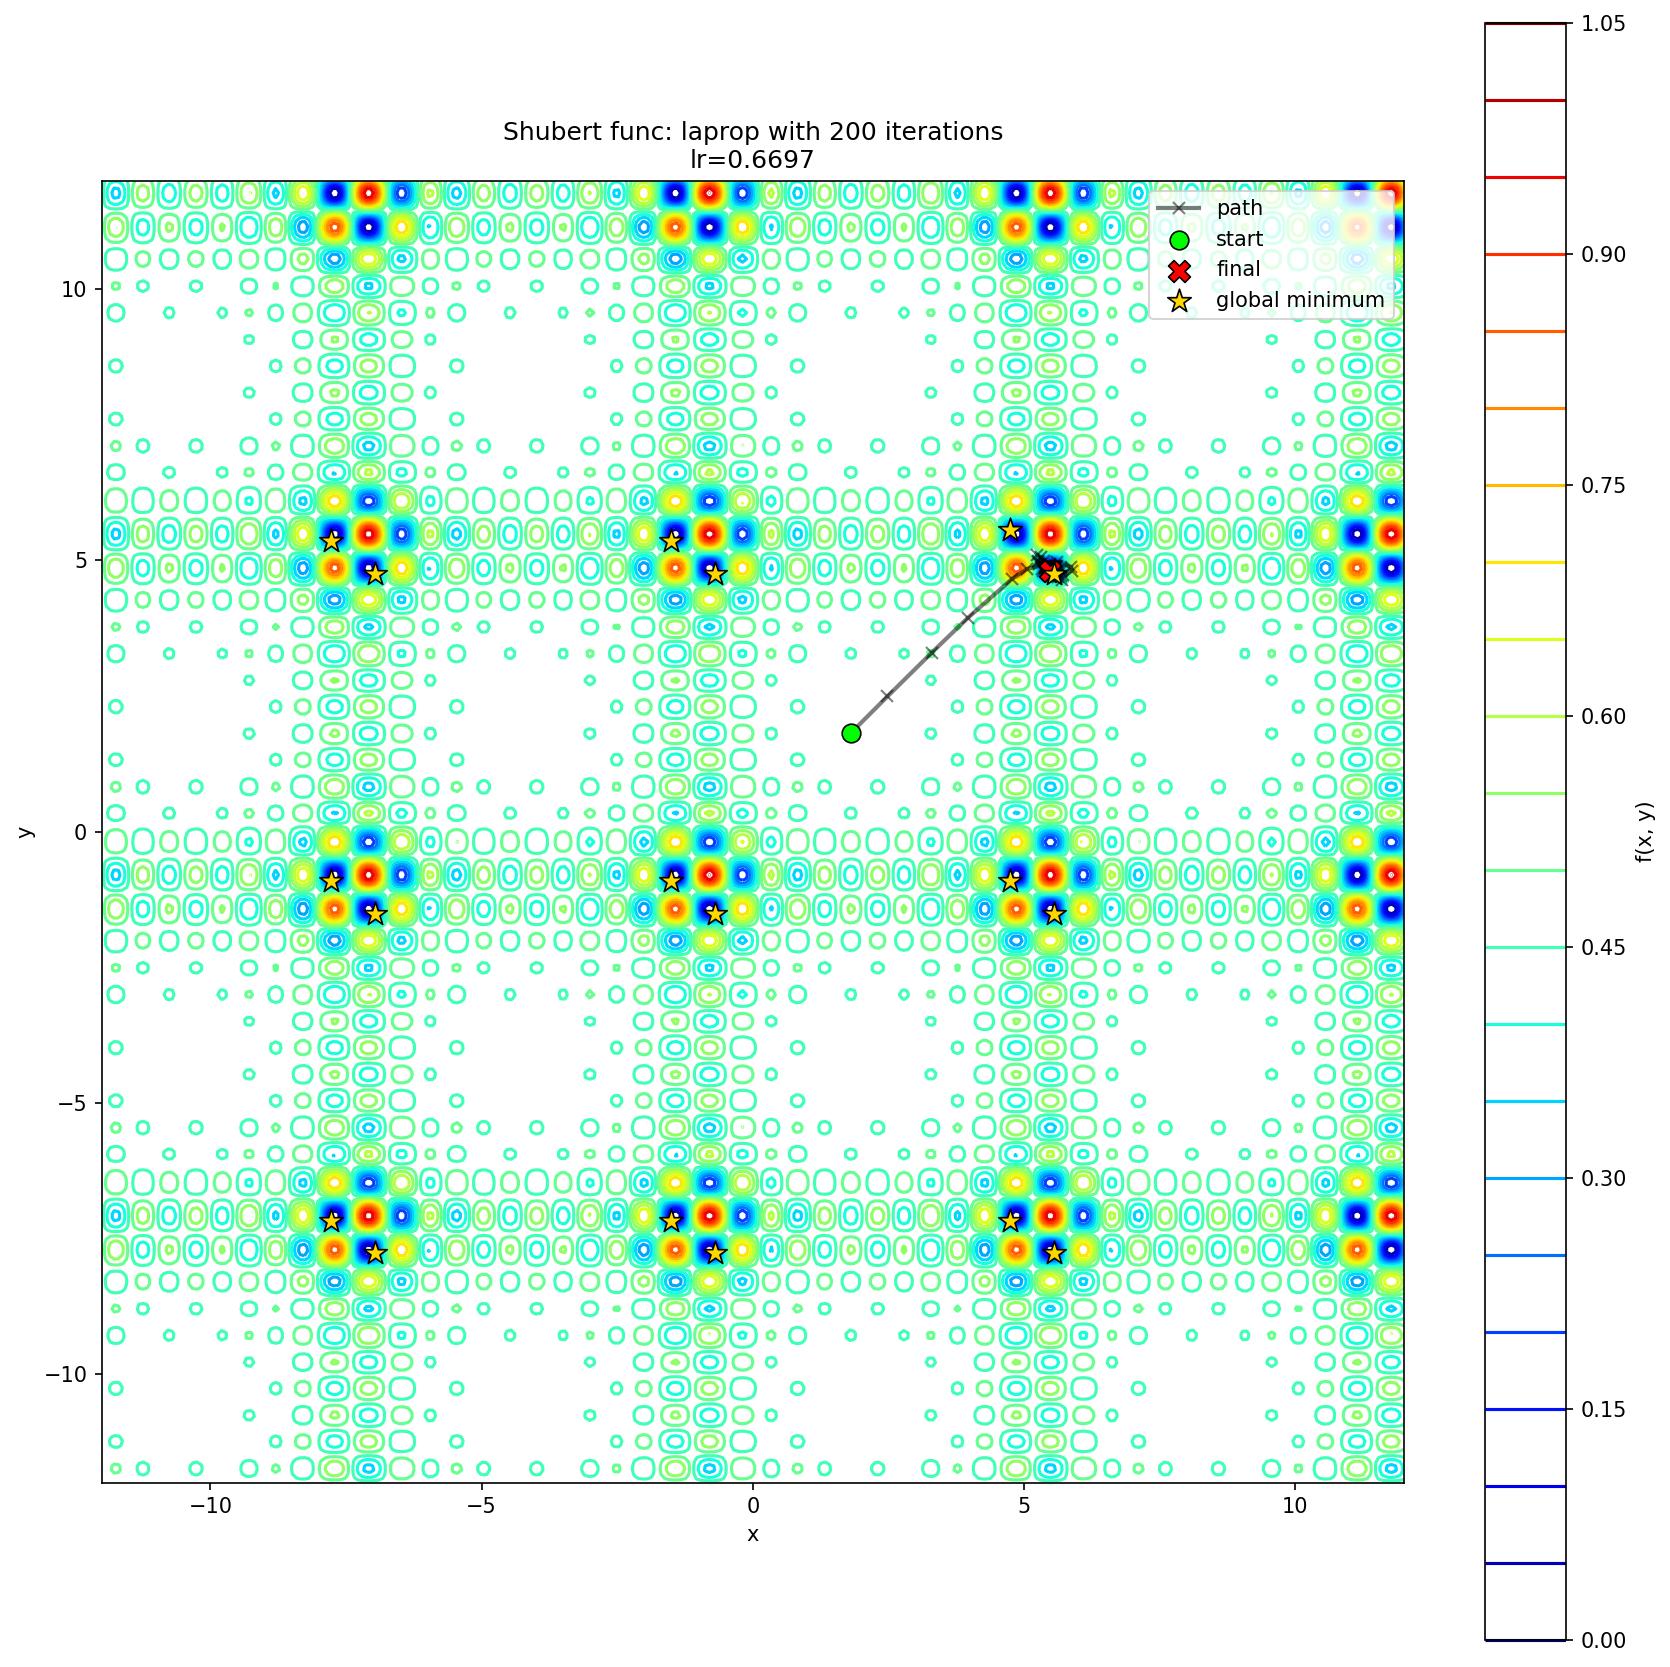 Shubert func: laprop with 200 iterations
lr=0.6697
path
start
final
global minimum
10
5
0
−5
−10
y
−10
−5
0
5
10
x
1.05
0.90
0.75
0.60
0.45
0.30
0.15
0.00
f(x, y)